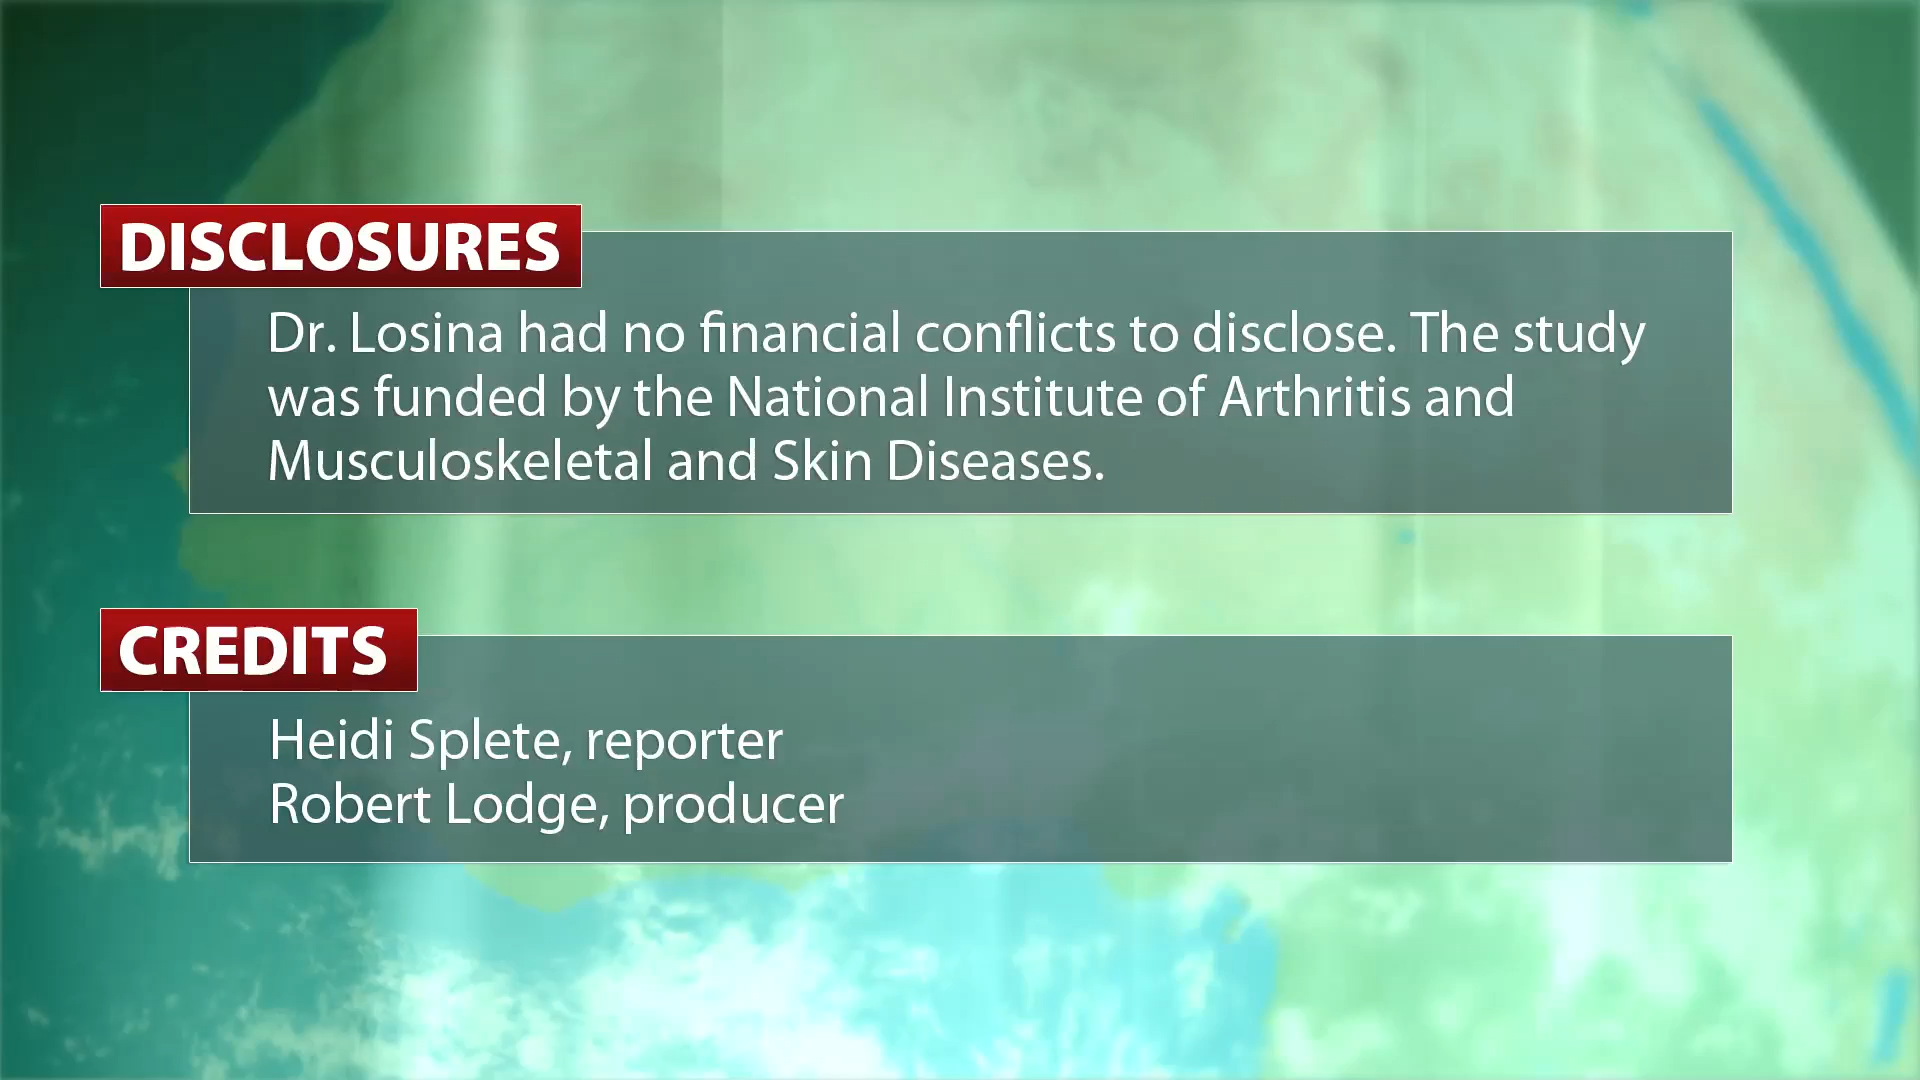 DISCLOSURES
Dr. Losina had no financial conflicts to disclose. The study
was funded by the National Institute of Arthritis and
Musculoskeletal and Skin Diseases.
CREDITS
Heidi Splete, reporter
Robert Lodge, producer